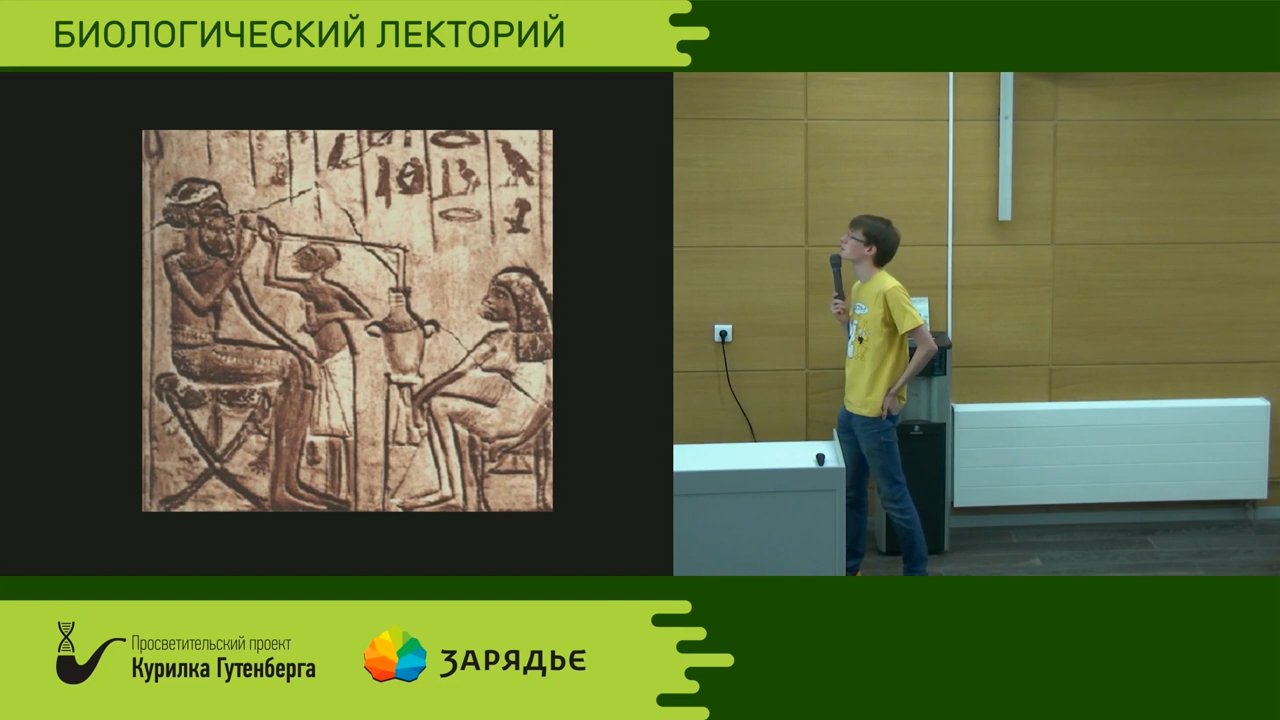 БИОЛОГИЧЕСКИЙ ЛЕКТОРИЙ
Просветительский проект
Курилка Гутенберга
ЗАРЯДЬЕ